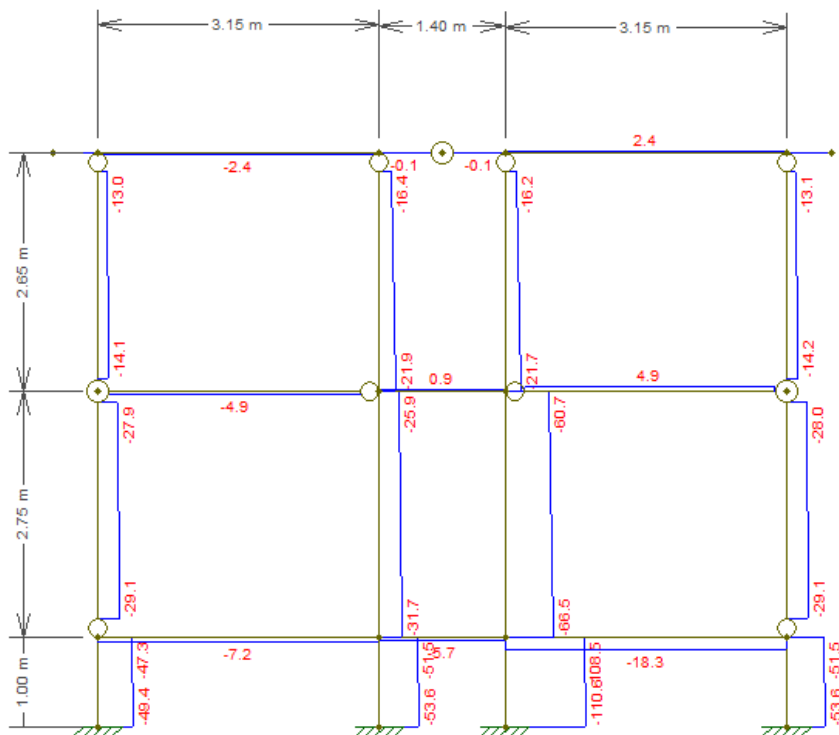 3.15 m 1.40 m 3.15 m
2.65 m
2.75 m
1.00 m
-2.4 -0.1 -0.1 2.4
-13.0 -16.4 -16.2 -13.1
-14.1 -21.9 -21.7 -14.2
-4.9 0.9 4.9
-27.9 -25.9 -60.7 -28.0
-29.1 -31.7 -66.5 -29.1
-7.2 -5.7 -18.3
-47.3 -51.5 -108.5 -51.5
-49.4 -53.6 -110.6 -53.6